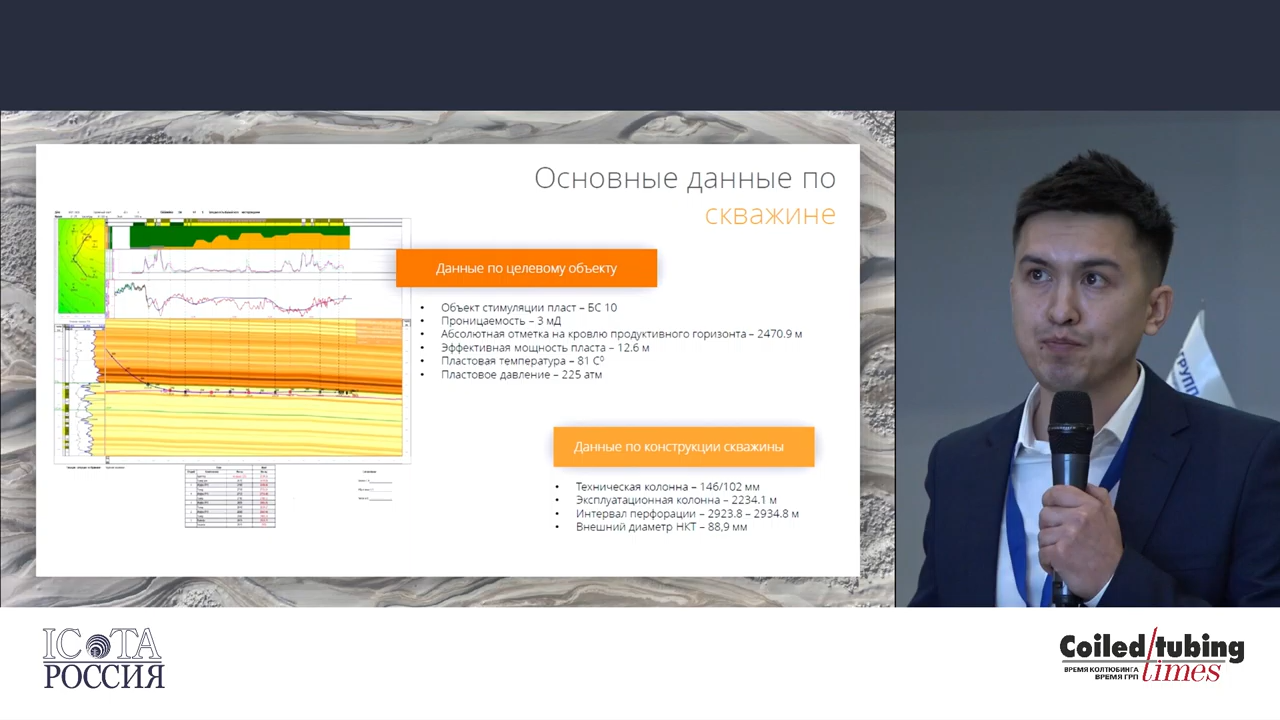 Основные данные по
скважине
Данные по целевому объекту
• Объект стимуляции пласт – БС 10
• Проницаемость – 3 мД
• Абсолютная отметка на кровлю продуктивного горизонта – 2470.9 м
• Эффективная мощность пласта – 12.6 м
• Пластовая температура – 81 С⁰
• Пластовое давление – 225 атм
Данные по конструкции скважины
• Техническая колонна – 146/102 мм
• Эксплуатационная колонна – 2234.1 м
• Интервал перфорации – 2923.8 – 2934.8 м
• Внешний диаметр НКТ – 88,9 мм
ГРУПП
ICoTA
РОССИЯ
Coiled/tubing
times
ВРЕМЯ КОЛТЮБИНГА
ВРЕМЯ ГРП